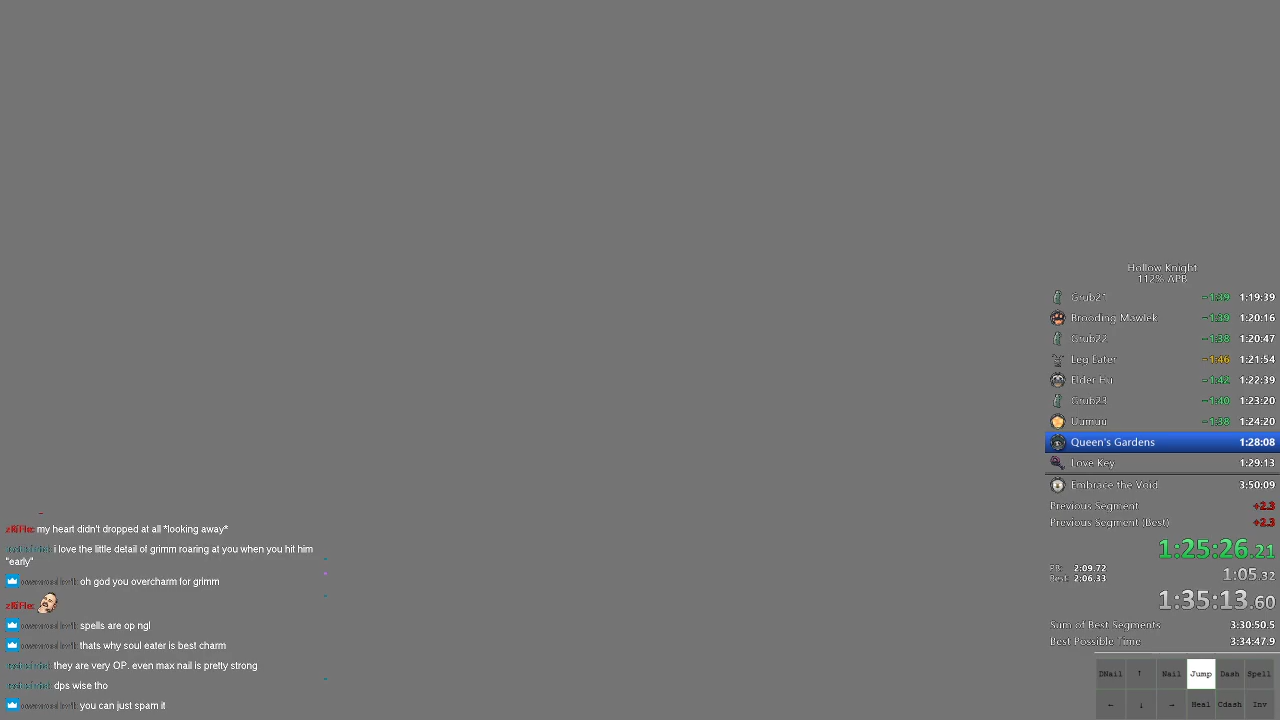 Hollow Knight
112% APB
Grub21 -1:39 1:19:39
Brooding Mawlek -1:39 1:20:16
Grub22 -1:38 1:20:47
Leg Eater -1:46 1:21:54
Elder Hu -1:42 1:22:39
Grub23 -1:40 1:23:20
Uumuu -1:38 1:24:20
Queen's Gardens 1:28:08
Love Key 1:29:13
Embrace the Void 3:50:09
Previous Segment +2.3
Previous Segment (Best) +2.3
1:25:26.21
PB: 2:09.72
Best: 2:06.33
1:05.32
1:35:13.60
Sum of Best Segments 3:30:50.5
Best Possible Time 3:34:47.9
DNail ↑ Nail Jump Dash Spell
← ↓ → Heal Cdash Inv
my heart didn't dropped at all *looking away*
i love the little detail of grimm roaring at you when you hit him
"early"
oh god you overcharm for grimm
spells are op ngl
thats why soul eater is best charm
they are very OP. even max nail is pretty strong
dps wise tho
you can just spam it